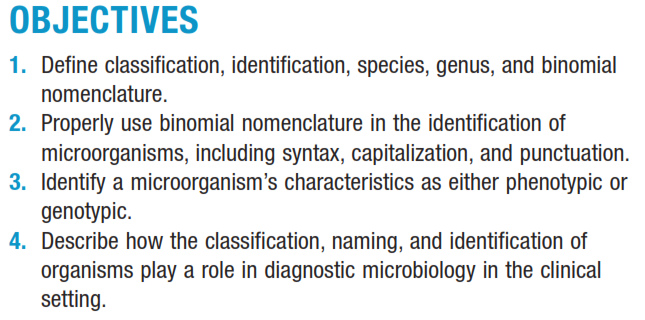 OBJECTIVES
1. Define classification, identification, species, genus, and binomial
nomenclature.
2. Properly use binomial nomenclature in the identification of
microorganisms, including syntax, capitalization, and punctuation.
3. Identify a microorganism's characteristics as either phenotypic or
genotypic.
4. Describe how the classification, naming, and identification of
organisms play a role in diagnostic microbiology in the clinical
setting.